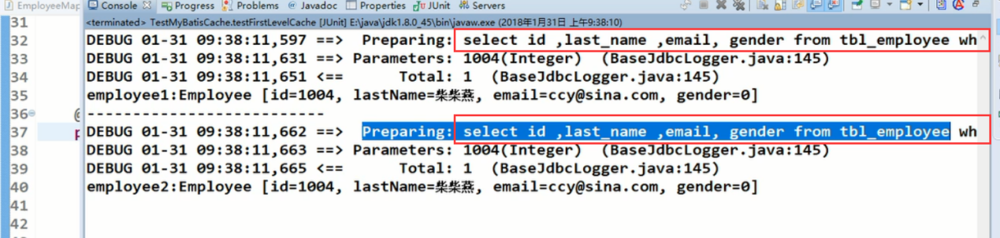 EmployeeMap Console Progress Problems @ Javadoc Properties JUnit Servers
<terminated> TestMyBatisCache.testFirstLevelCache [JUnit] E:\java\jdk1.8.0_45\bin\javaw.exe (2018年1月31日 上午9:38:10)
31
32 DEBUG 01-31 09:38:11,597 ==>  Preparing: select id ,last_name ,email, gender from tbl_employee wh
33 DEBUG 01-31 09:38:11,631 ==> Parameters: 1004(Integer)  (BaseJdbcLogger.java:145)
34 DEBUG 01-31 09:38:11,651 <==      Total: 1  (BaseJdbcLogger.java:145)
35 employee1:Employee [id=1004, lastName=柴柴燕, email=ccy@sina.com, gender=0]
36 @ --------------------------
37 p DEBUG 01-31 09:38:11,662 ==>  Preparing: select id ,last_name ,email, gender from tbl_employee wh
38 DEBUG 01-31 09:38:11,663 ==> Parameters: 1004(Integer)  (BaseJdbcLogger.java:145)
39 DEBUG 01-31 09:38:11,665 <==      Total: 1  (BaseJdbcLogger.java:145)
40 employee2:Employee [id=1004, lastName=柴柴燕, email=ccy@sina.com, gender=0]
41
42